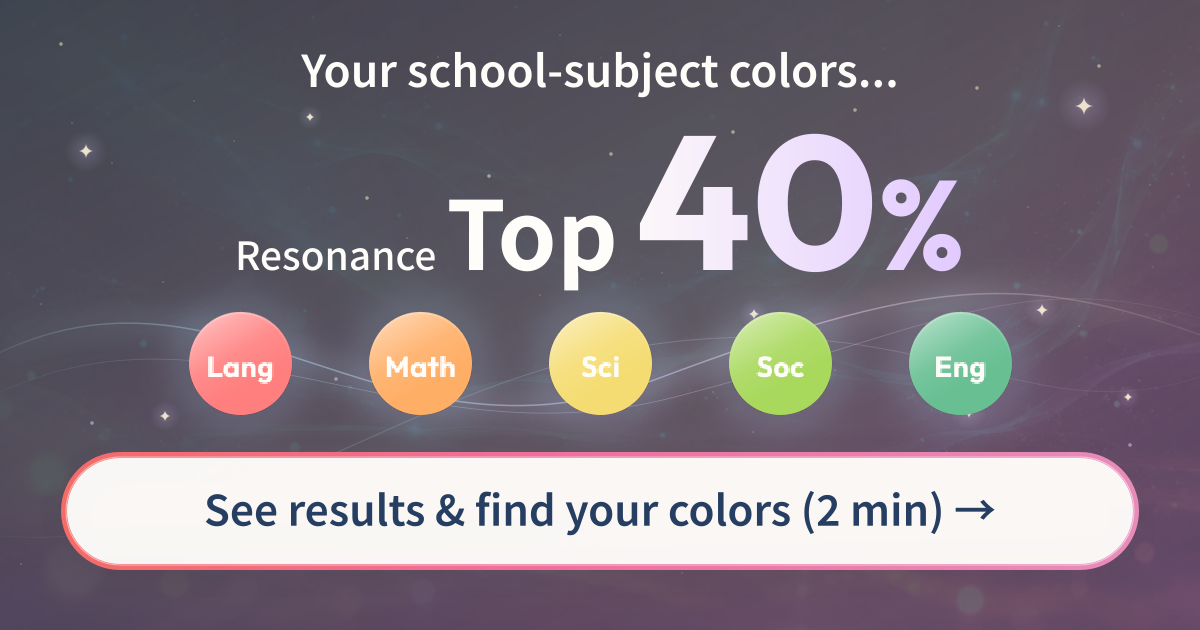 Your school-subject colors...
Resonance Top 40%
Lang Math Sci Soc Eng
See results & find your colors (2 min) →